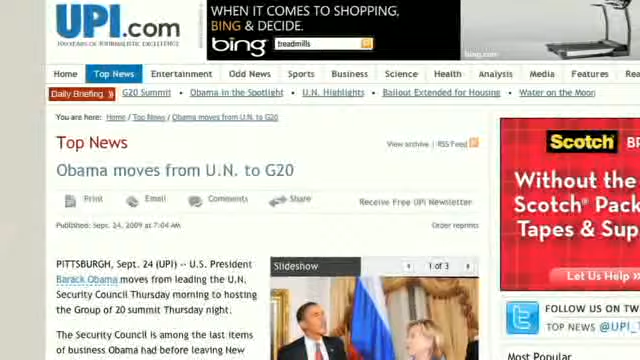 UPI.com
100 YEARS OF JOURNALISTIC EXCELLENCE
WHEN IT COMES TO SHOPPING,
BING & DECIDE.
bing
treadmills
bing.com
Home Top News Entertainment Odd News Sports Business Science Health Analysis Media Features
Daily Briefing G20 Summit Obama in the Spotlight U.N. Highlights Bailout Extended for Housing Water on the Moon
You are here: Home / Top News / Obama moves from U.N. to G20
Top News
View archive | RSS Feed
Obama moves from U.N. to G20
Print Email Comments Share Receive Free UPI Newsletter
Published: Sept. 24, 2009 at 7:04 AM
Order reprints
PITTSBURGH, Sept. 24 (UPI) -- U.S. President
Barack Obama moves from leading the U.N.
Security Council Thursday morning to hosting
the Group of 20 summit Thursday night.
The Security Council is among the last items
of business Obama had before leaving New
Slideshow
1 of 3
Scotch
Without the
Scotch® Pack
Tapes & Sup
Let Us Help »
FOLLOW US ON TW
TOP NEWS @UPI_T
Most Popular